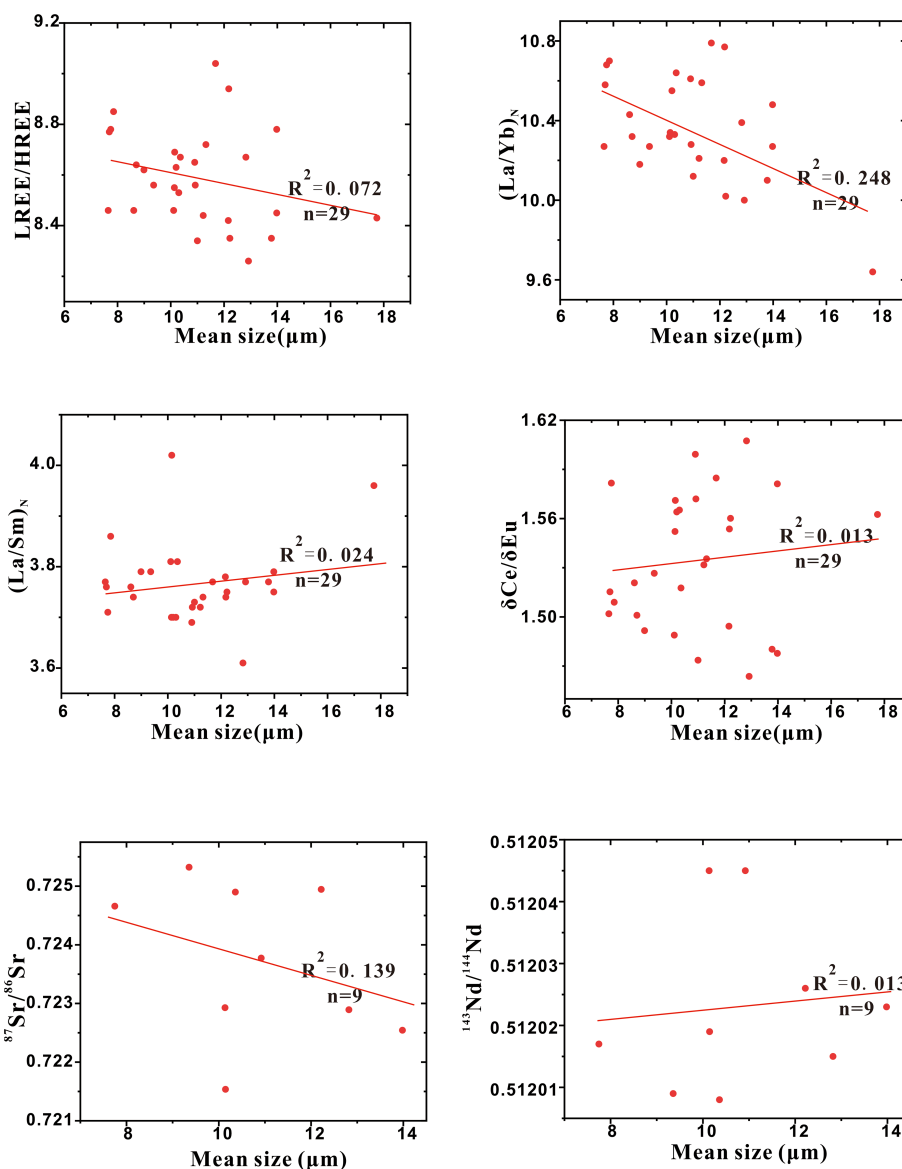 9.2
8.8
8.4
LREE/HREE
R²=0. 072
n=29
6 8 10 12 14 16 18
Mean size(μm)
10.8
10.4
10.0
9.6
(La/Yb)N
R²=0. 248
n=29
6 8 10 12 14 16 18
Mean size(μm)
4.0
3.8
3.6
(La/Sm)N
R²=0. 024
n=29
6 8 10 12 14 16 18
Mean size(μm)
1.62
1.56
1.50
δCe/δEu
R²=0. 013
n=29
6 8 10 12 14 16 18
Mean size(μm)
0.725
0.724
0.723
0.722
0.721
⁸⁷Sr/⁸⁶Sr
R²=0. 139
n=9
8 10 12 14
Mean size (μm)
0.51205
0.51204
0.51203
0.51202
0.51201
¹⁴³Nd/¹⁴⁴Nd
R²=0. 013
n=9
8 10 12 14
Mean size (μm)